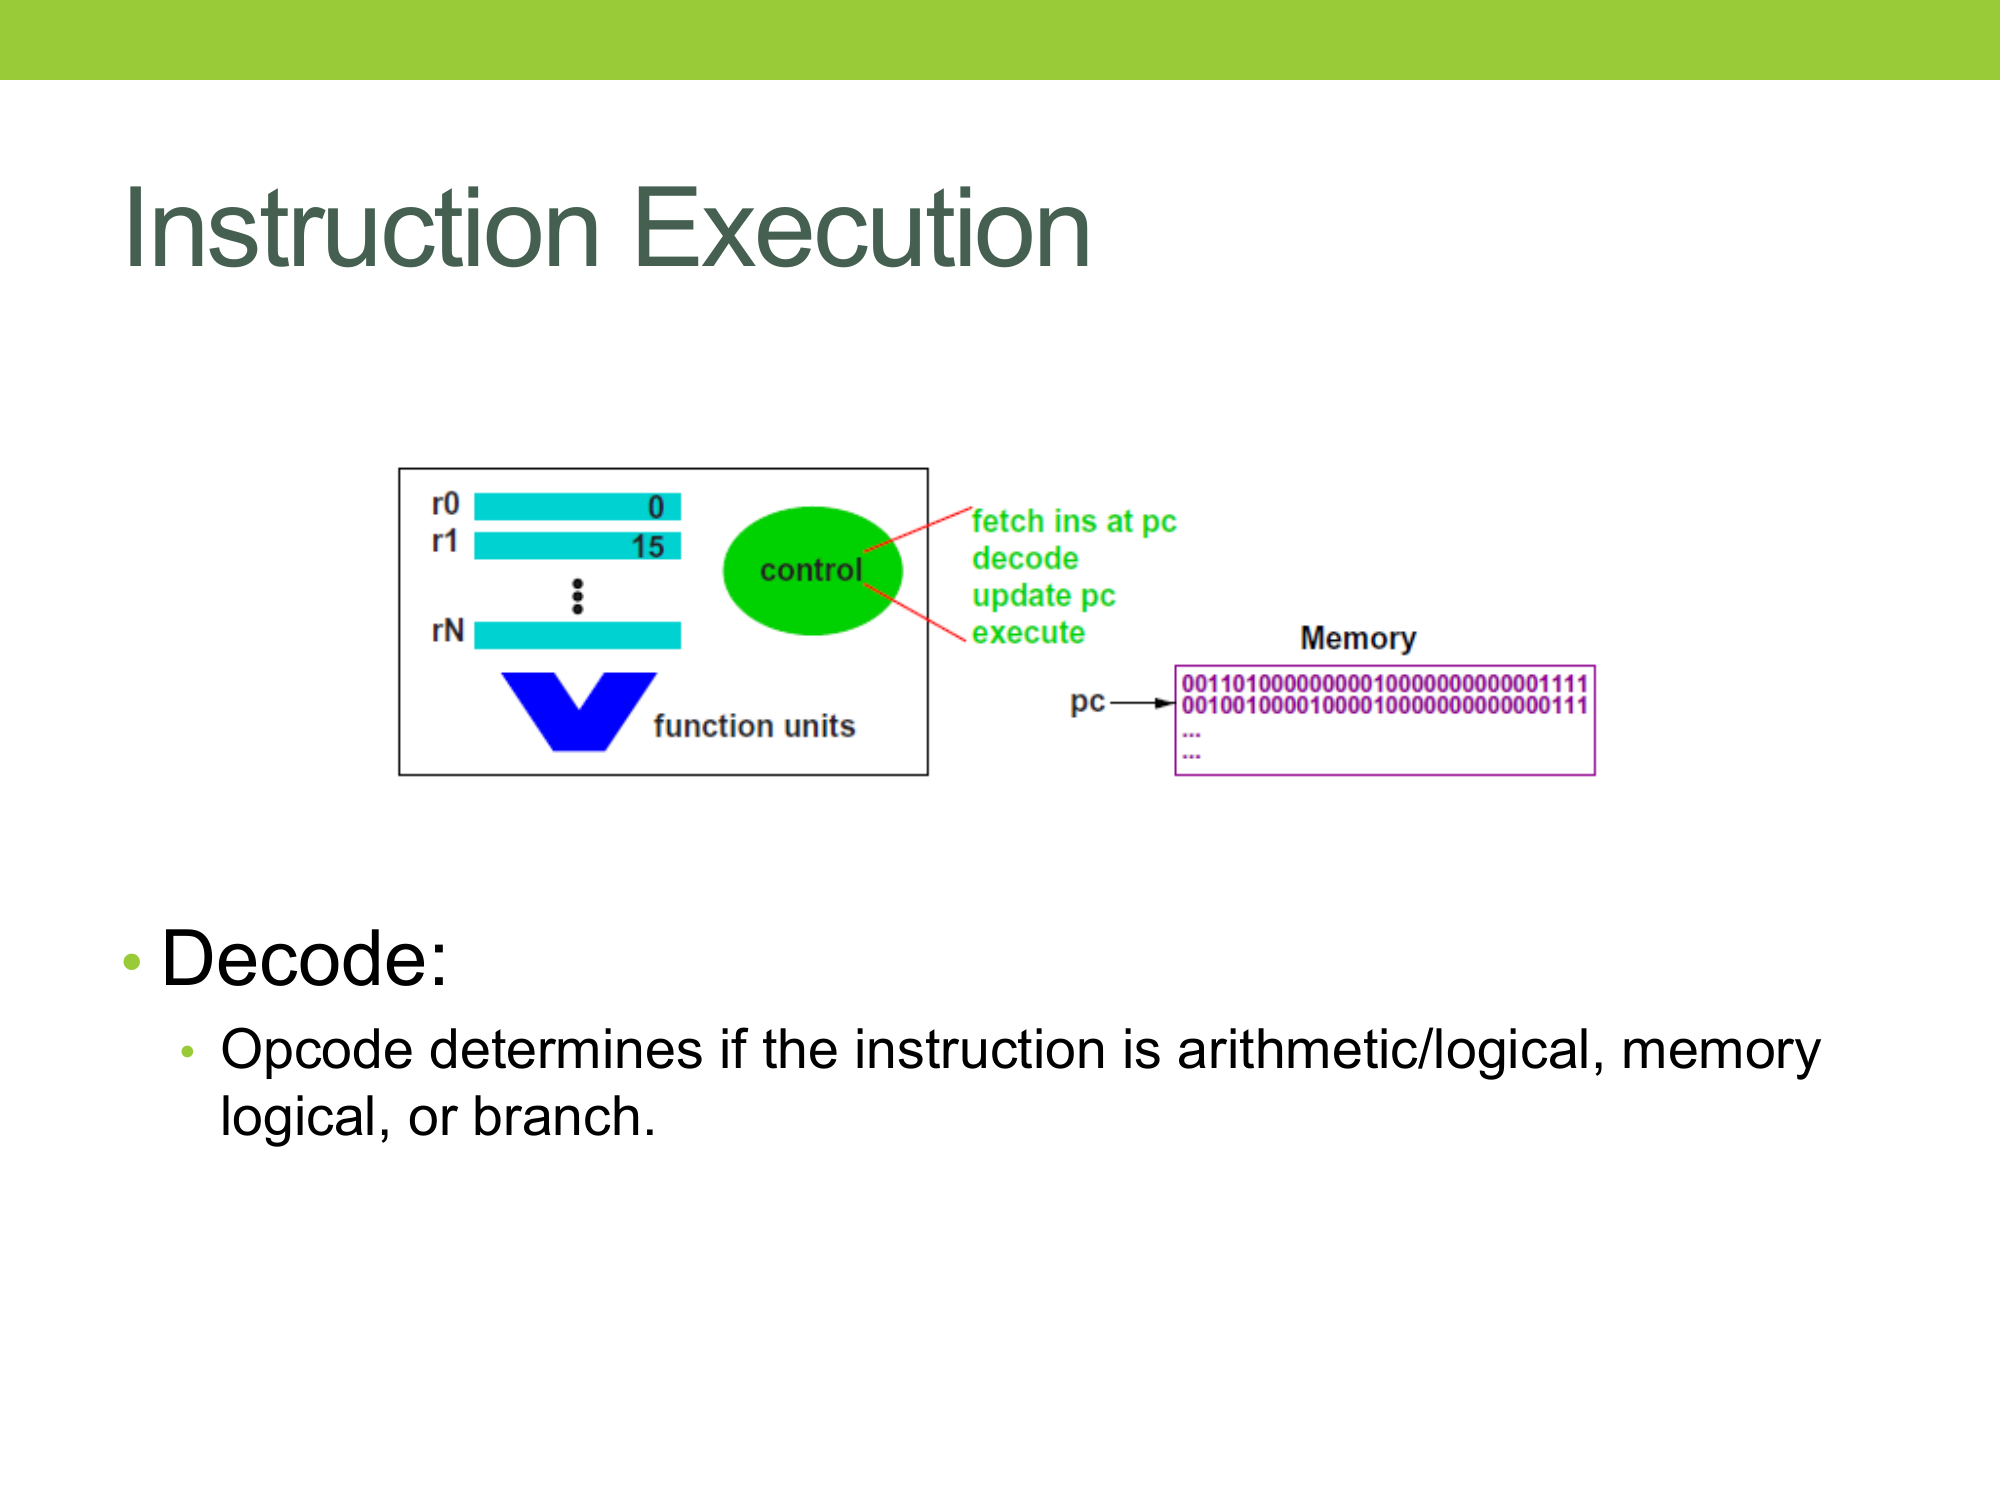 Instruction Execution
r0 0
r1 15
rN
control
function units
fetch ins at pc
decode
update pc
execute
Memory
pc
00110100000000010000000000001111
00100100001000010000000000000111
...
...
• Decode:
• Opcode determines if the instruction is arithmetic/logical, memory
logical, or branch.